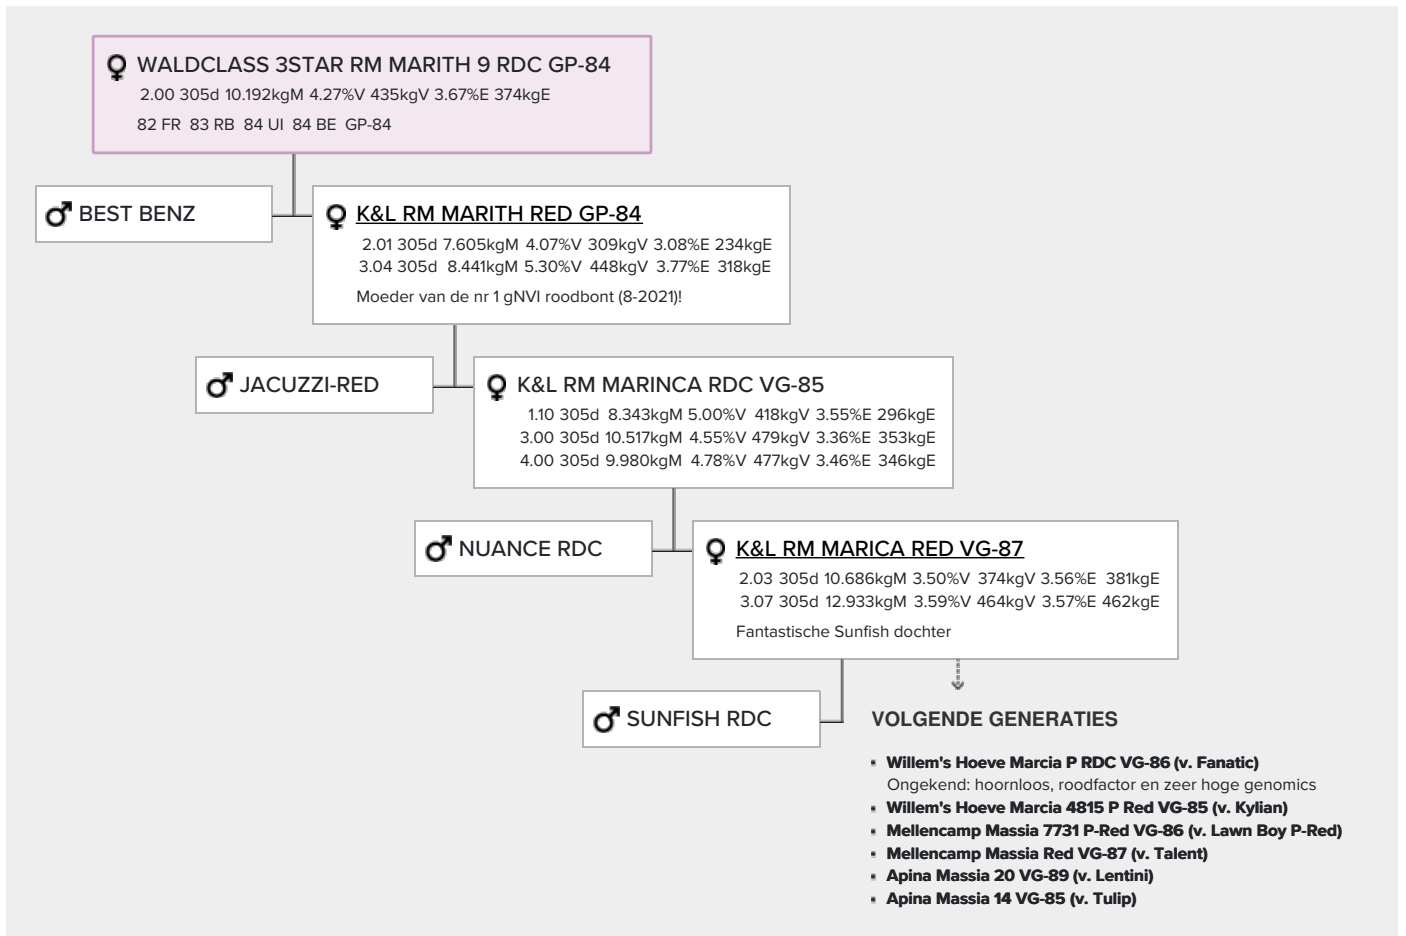 WALDCLASS 3STAR RM MARITH 9 RDC GP-84
2.00 305d 10.192kgM 4.27%V 435kgV 3.67%E 374kgE
82 FR 83 RB 84 UI 84 BE GP-84
BEST BENZ
K&L RM MARITH RED GP-84
2.01 305d 7.605kgM 4.07%V 309kgV 3.08%E 234kgE
3.04 305d 8.441kgM 5.30%V 448kgV 3.77%E 318kgE
Moeder van de nr 1 gNVI roodbont (8-2021)!
JACUZZI-RED
K&L RM MARINCA RDC VG-85
1.10 305d 8.343kgM 5.00%V 418kgV 3.55%E 296kgE
3.00 305d 10.517kgM 4.55%V 479kgV 3.36%E 353kgE
4.00 305d 9.980kgM 4.78%V 477kgV 3.46%E 346kgE
NUANCE RDC
K&L RM MARICA RED VG-87
2.03 305d 10.686kgM 3.50%V 374kgV 3.56%E 381kgE
3.07 305d 12.933kgM 3.59%V 464kgV 3.57%E 462kgE
Fantastische Sunfish dochter
SUNFISH RDC
VOLGENDE GENERATIES
Willem's Hoeve Marcia P RDC VG-86 (v. Fanatic)
Ongekend: hoornloos, roodfactor en zeer hoge genomics
Willem's Hoeve Marcia 4815 P Red VG-85 (v. Kylian)
Mellencamp Massia 7731 P-Red VG-86 (v. Lawn Boy P-Red)
Mellencamp Massia Red VG-87 (v. Talent)
Apina Massia 20 VG-89 (v. Lentini)
Apina Massia 14 VG-85 (v. Tulip)